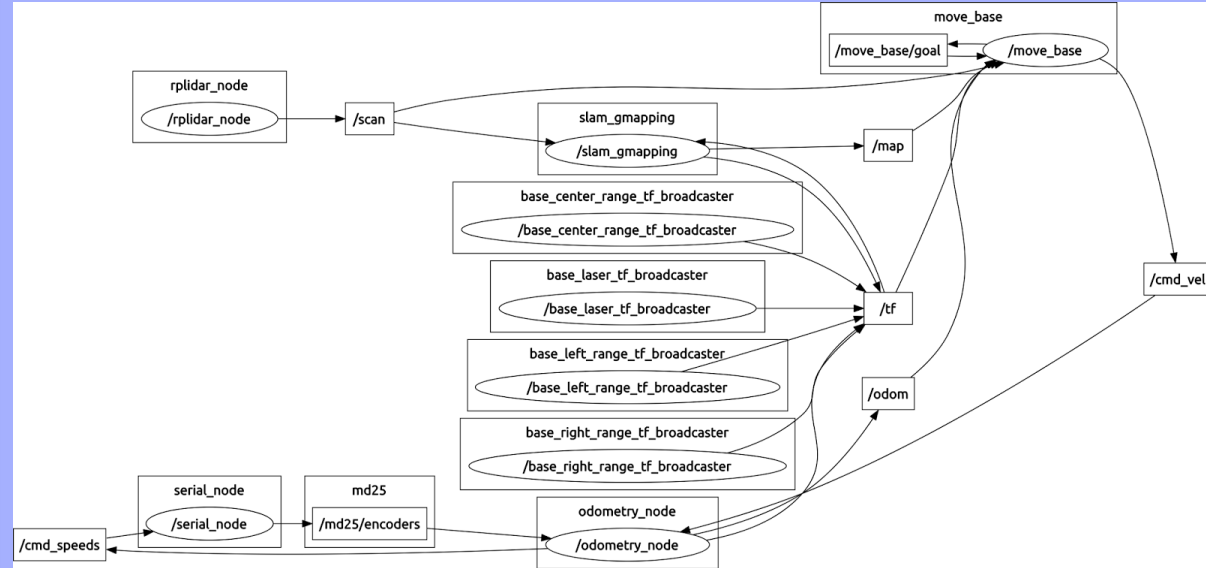 move_base
/move_base/goal
/move_base
rplidar_node
/rplidar_node
/scan
slam_gmapping
/slam_gmapping
/map
base_center_range_tf_broadcaster
/base_center_range_tf_broadcaster
base_laser_tf_broadcaster
/base_laser_tf_broadcaster
/tf
/cmd_vel
base_left_range_tf_broadcaster
/base_left_range_tf_broadcaster
/odom
base_right_range_tf_broadcaster
/base_right_range_tf_broadcaster
serial_node
/serial_node
md25
/md25/encoders
odometry_node
/odometry_node
/cmd_speeds